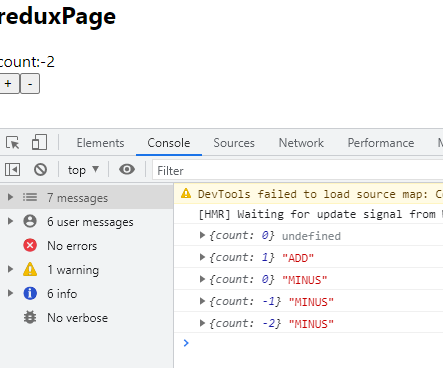 reduxPage
count:-2
+ -
Elements Console Sources Network Performance
top ▼ Filter
7 messages
6 user messages
No errors
1 warning
6 info
No verbose
DevTools failed to load source map: Co
[HMR] Waiting for update signal from
{count: 0} undefined
{count: 1} "ADD"
{count: 0} "MINUS"
{count: -1} "MINUS"
{count: -2} "MINUS"